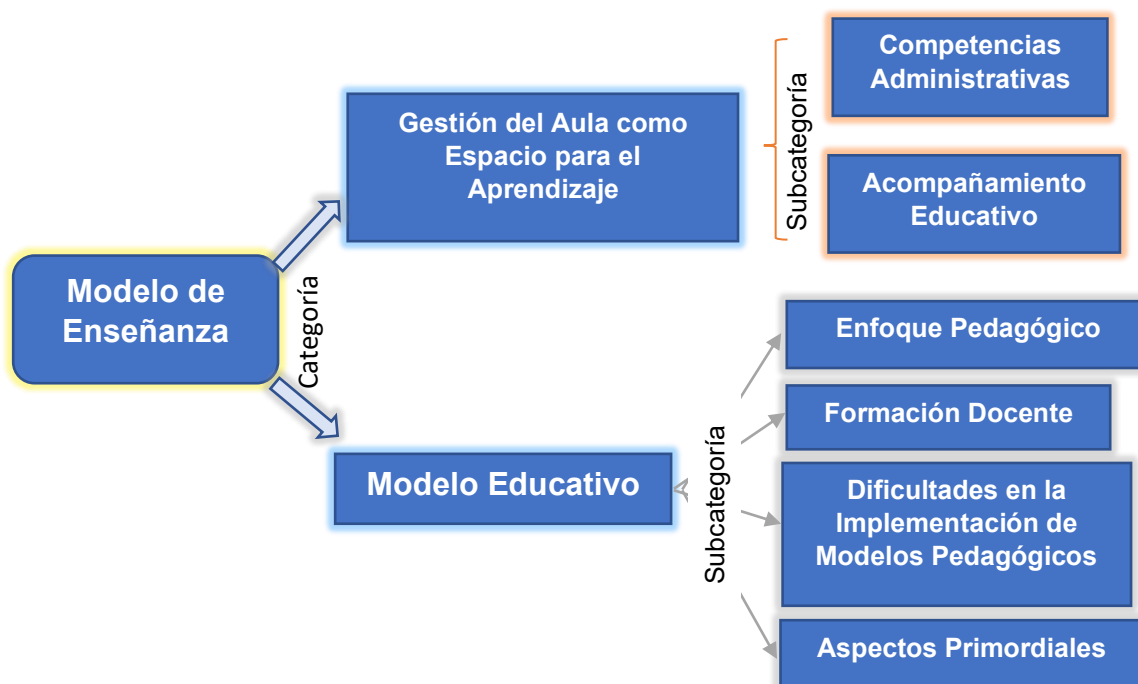 Modelo de
Enseñanza
Categoría
Gestión del Aula como
Espacio para el
Aprendizaje
Subcategoría
Competencias
Administrativas
Acompañamiento
Educativo
Modelo Educativo
Subcategoría
Enfoque Pedagógico
Formación Docente
Dificultades en la
Implementación de
Modelos Pedagógicos
Aspectos Primordiales